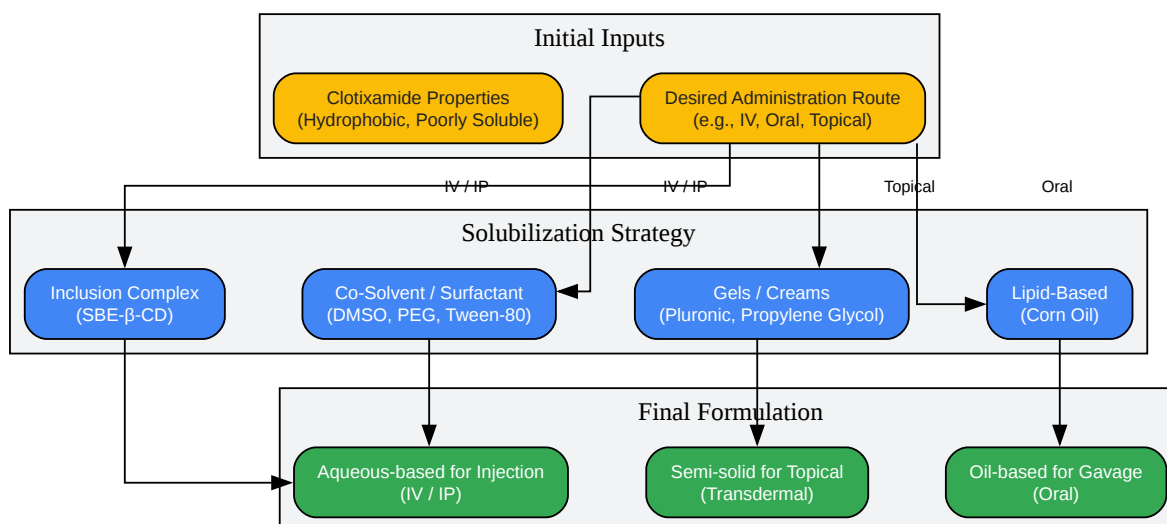 Initial Inputs
Clotixamide Properties
(Hydrophobic, Poorly Soluble)
Desired Administration Route
(e.g., IV, Oral, Topical)
IV / IP
IV / IP
Topical
Oral
Solubilization Strategy
Inclusion Complex
(SBE-β-CD)
Co-Solvent / Surfactant
(DMSO, PEG, Tween-80)
Gels / Creams
(Pluronic, Propylene Glycol)
Lipid-Based
(Corn Oil)
Final Formulation
Aqueous-based for Injection
(IV / IP)
Semi-solid for Topical
(Transdermal)
Oil-based for Gavage
(Oral)